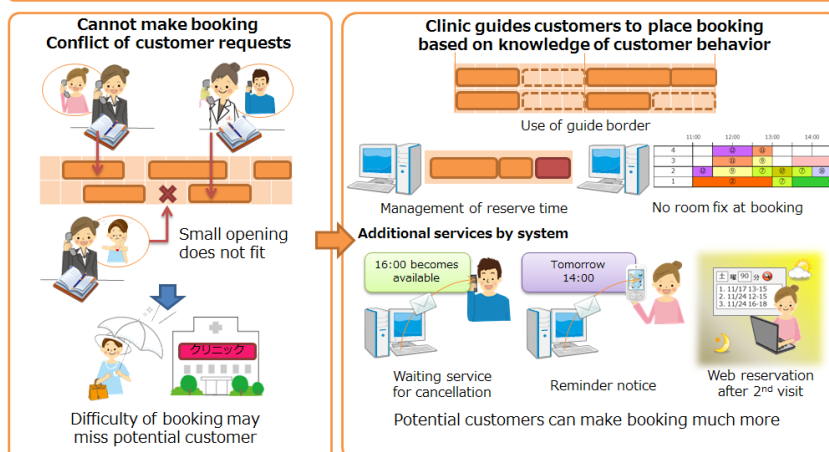 Cannot make booking
Conflict of customer requests
Small opening
does not fit
クリニック
Difficulty of booking may
miss potential customer
Clinic guides customers to place booking
based on knowledge of customer behavior
Use of guide border
Management of reserve time
11:00 12:00 13:00 14:00
4
3
2
1
No room fix at booking
Additional services by system
16:00 becomes
available
Tomorrow
14:00
土 曜 90 分
1. 11/17 13-15
2. 11/24 12-15
3. 11/24 16-18
Waiting service
for cancellation
Reminder notice
Web reservation
after 2nd visit
Potential customers can make booking much more